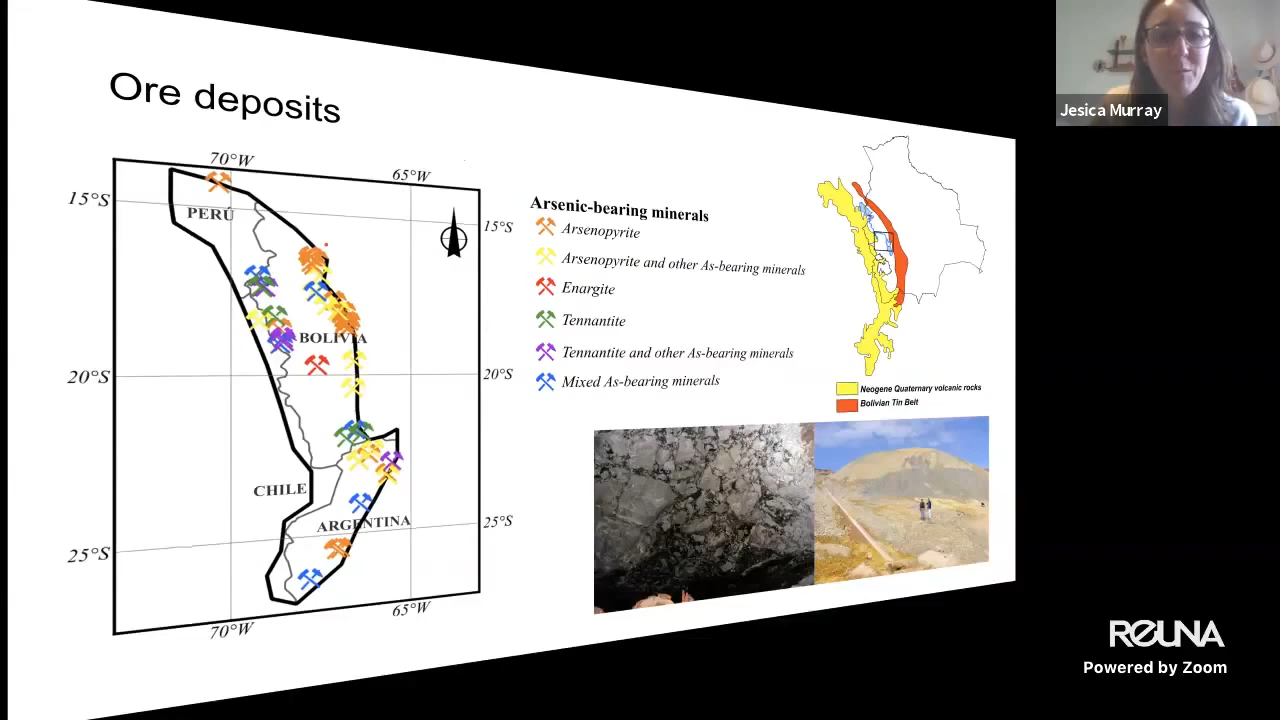 Jesica Murray
Ore deposits
70°W
65°W
15°S
15°S
PERÚ
BOLIVIA
20°S
20°S
CHILE
ARGENTINA
25°S
25°S
70°W
65°W
Arsenic-bearing minerals
Arsenopyrite
Arsenopyrite and other As-bearing minerals
Enargite
Tennantite
Tennantite and other As-bearing minerals
Mixed As-bearing minerals
Neogene Quaternary volcanic rocks
Bolivian Tin Belt
REUNA
Powered by Zoom